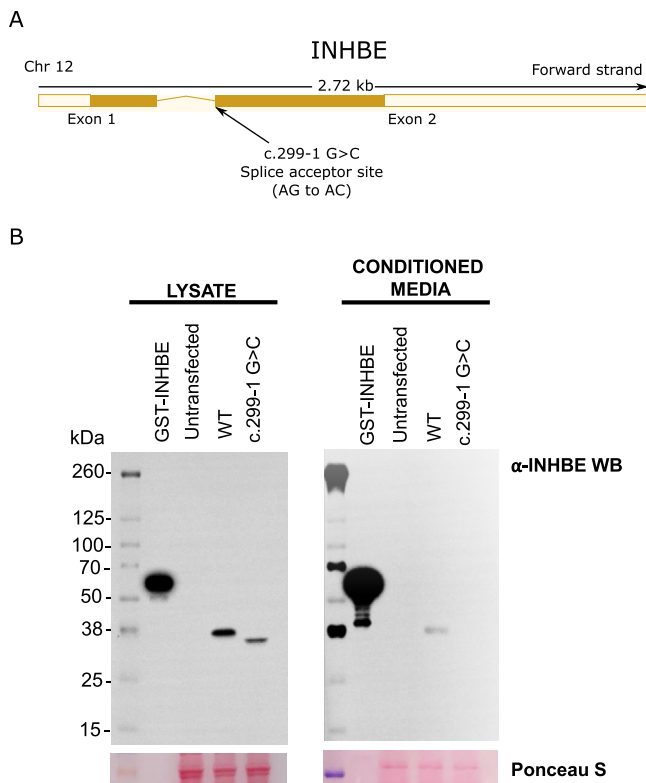 A
INHBE
Chr 12
Forward strand
2.72 kb
Exon 1
Exon 2
c.299-1 G>C
Splice acceptor site
(AG to AC)
B
LYSATE
CONDITIONED
MEDIA
GST-INHBE
Untransfected
WT
c.299-1 G>C
GST-INHBE
Untransfected
WT
c.299-1 G>C
kDa
α-INHBE WB
260-
125-
100-
70-
50-
38-
25-
15-
Ponceau S